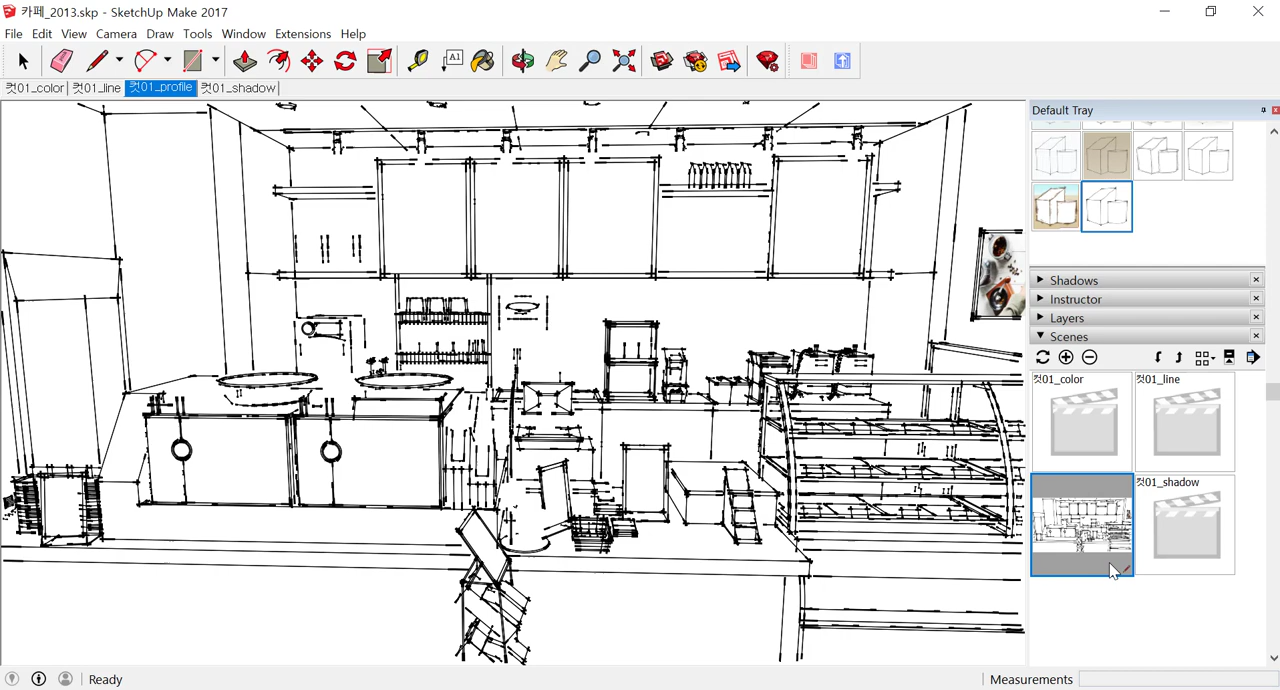 카페_2013.skp - SketchUp Make 2017
File Edit View Camera Draw Tools Window Extensions Help
A1
컷01_color 컷01_line 컷01_profile 컷01_shadow
Default Tray
Shadows
Instructor
Layers
Scenes
컷01_color 컷01_line
컷01_shadow
Ready
Measurements